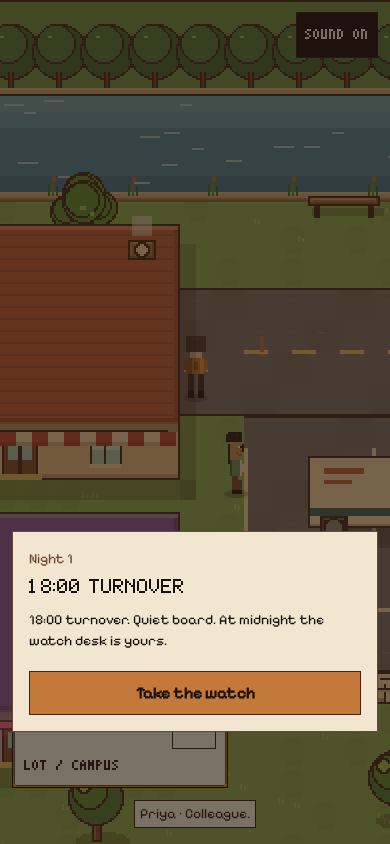 SOUND ON
Night 1
18:00 TURNOVER
18:00 turnover. Quiet board. At midnight the
watch desk is yours.
Take the watch
LOT / CAMPUS
Priya · Colleague.